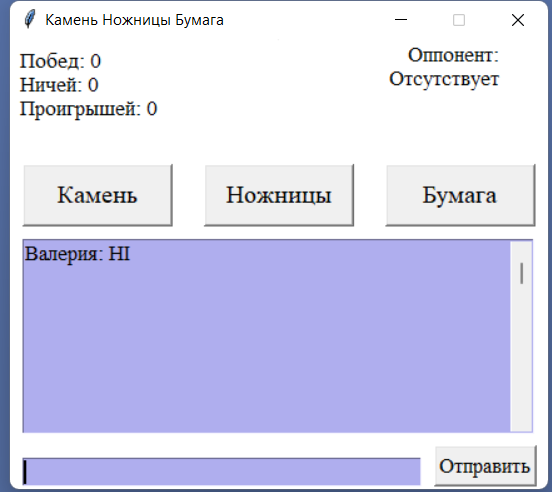 Камень Ножницы Бумага
Побед: 0
Ничей: 0
Проигрышей: 0
Оппонент:
Отсутствует
Камень
Ножницы
Бумага
Валерия: HI
Отправить